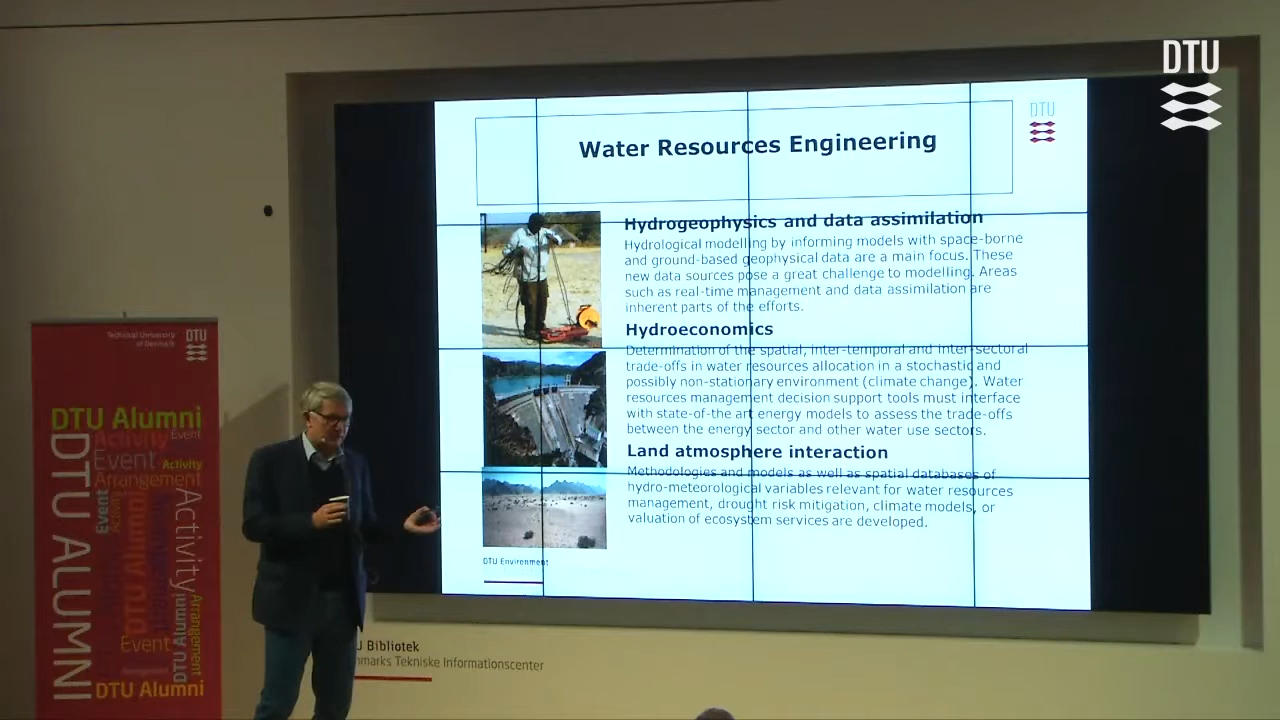 DTU
DTU
Water Resources Engineering
Hydrogeophysics and data assimilation
Hydrological modelling by informing models with space-borne
and ground-based geophysical data are a main focus. These
new data sources pose a great challenge to modelling. Areas
such as real-time management and data assimilation are
inherent parts of the efforts.
Hydroeconomics
Determination of the spatial, inter-temporal and inter-sectoral
trade-offs in water resources allocation in a stochastic and
possibly non-stationary environment (climate change). Water
resources management decision support tools must interface
with state-of-the art energy models to assess the trade-offs
between the energy sector and other water use sectors.
Land atmosphere interaction
Methodologies and models as well as spatial databases of
hydro-meteorological variables relevant for water resources
management, drought risk mitigation, climate models, or
valuation of ecosystem services are developed.
DTU Environment
Technical University
of Denmark
DTU
DTU Alumni
Activity
Event
Event
Activity
Arrangement
DTU ALUMNI
Event
Activity
DTU Alumni
Activity
DTU Alumni
Arrangement
Event
DTU Alumni
U Bibliotek
nmarks Tekniske Informationscenter